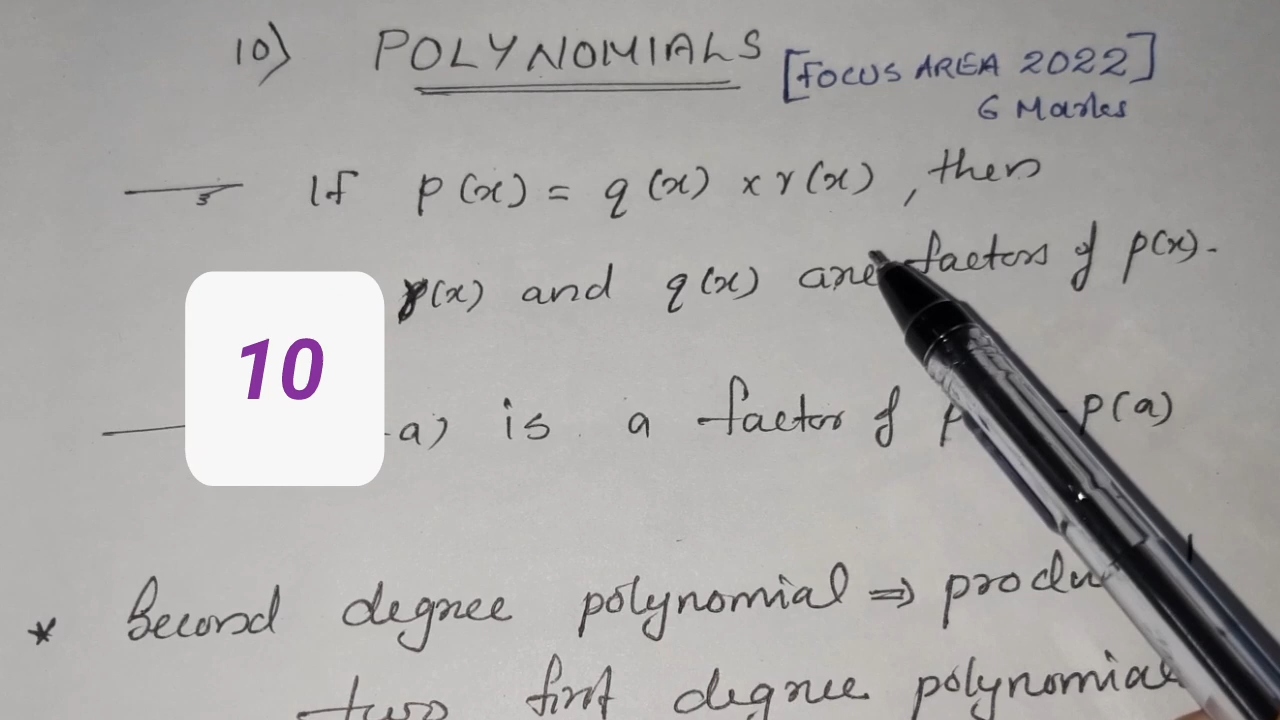 10) POLYNOMIALS [FOCUS AREA 2022]
6 Marks
If p(x) = q(x) x r(x), then
r(x) and q(x) are factors of p(x).
10
-a) is a factor of p - p(a)
* Second degree polynomial ⇒
two first degree polynomial